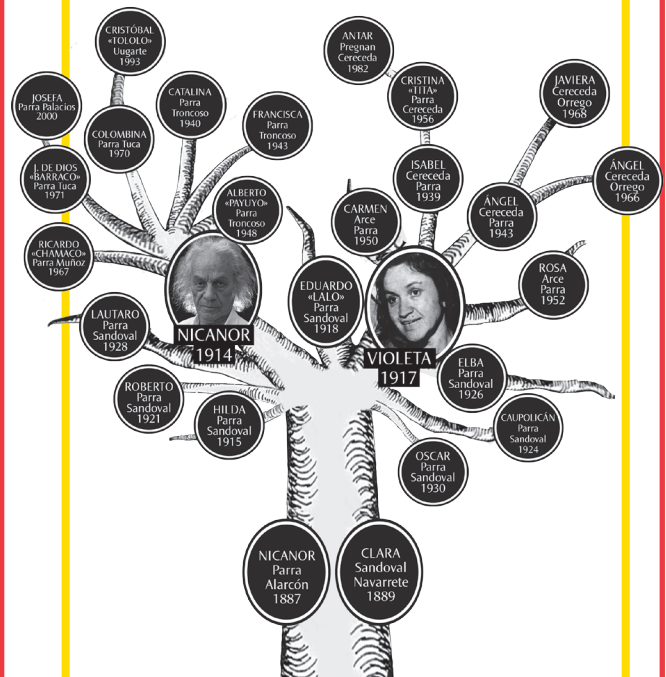 CRISTÓBAL
«TOLOLO»
Uugarte
1993
ANTAR
Pregnan
Cereceda
1982
CRISTINA
«TITA»
Parra
Cereceda
1956
JAVIERA
Cereceda
Orrego
1968
JOSEFA
Parra Palacios
2000
CATALINA
Parra
Troncoso
1940
FRANCISCA
Parra
Troncoso
1943
COLOMBINA
Parra Tuca
1970
J. DE DIOS
«BARRACO»
Parra Tuca
1971
ISABEL
Cereceda
Parra
1939
ÁNGEL
Cereceda
Orrego
1966
ALBERTO
«PAYUYO»
Parra
Troncoso
1948
CARMEN
Arce
Parra
1950
ÁNGEL
Cereceda
Parra
1943
RICARDO
«CHAMACO»
Parra Muñoz
1967
ROSA
Arce
Parra
1952
EDUARDO
«LALO»
Parra
Sandoval
1918
NICANOR
1914
VIOLETA
1917
LAUTARO
Parra
Sandoval
1928
ELBA
Parra
Sandoval
1926
ROBERTO
Parra
Sandoval
1921
HILDA
Parra
Sandoval
1915
CAUPOLICÁN
Parra
Sandoval
1924
OSCAR
Parra
Sandoval
1930
NICANOR
Parra
Alarcón
1887
CLARA
Sandoval
Navarrete
1889